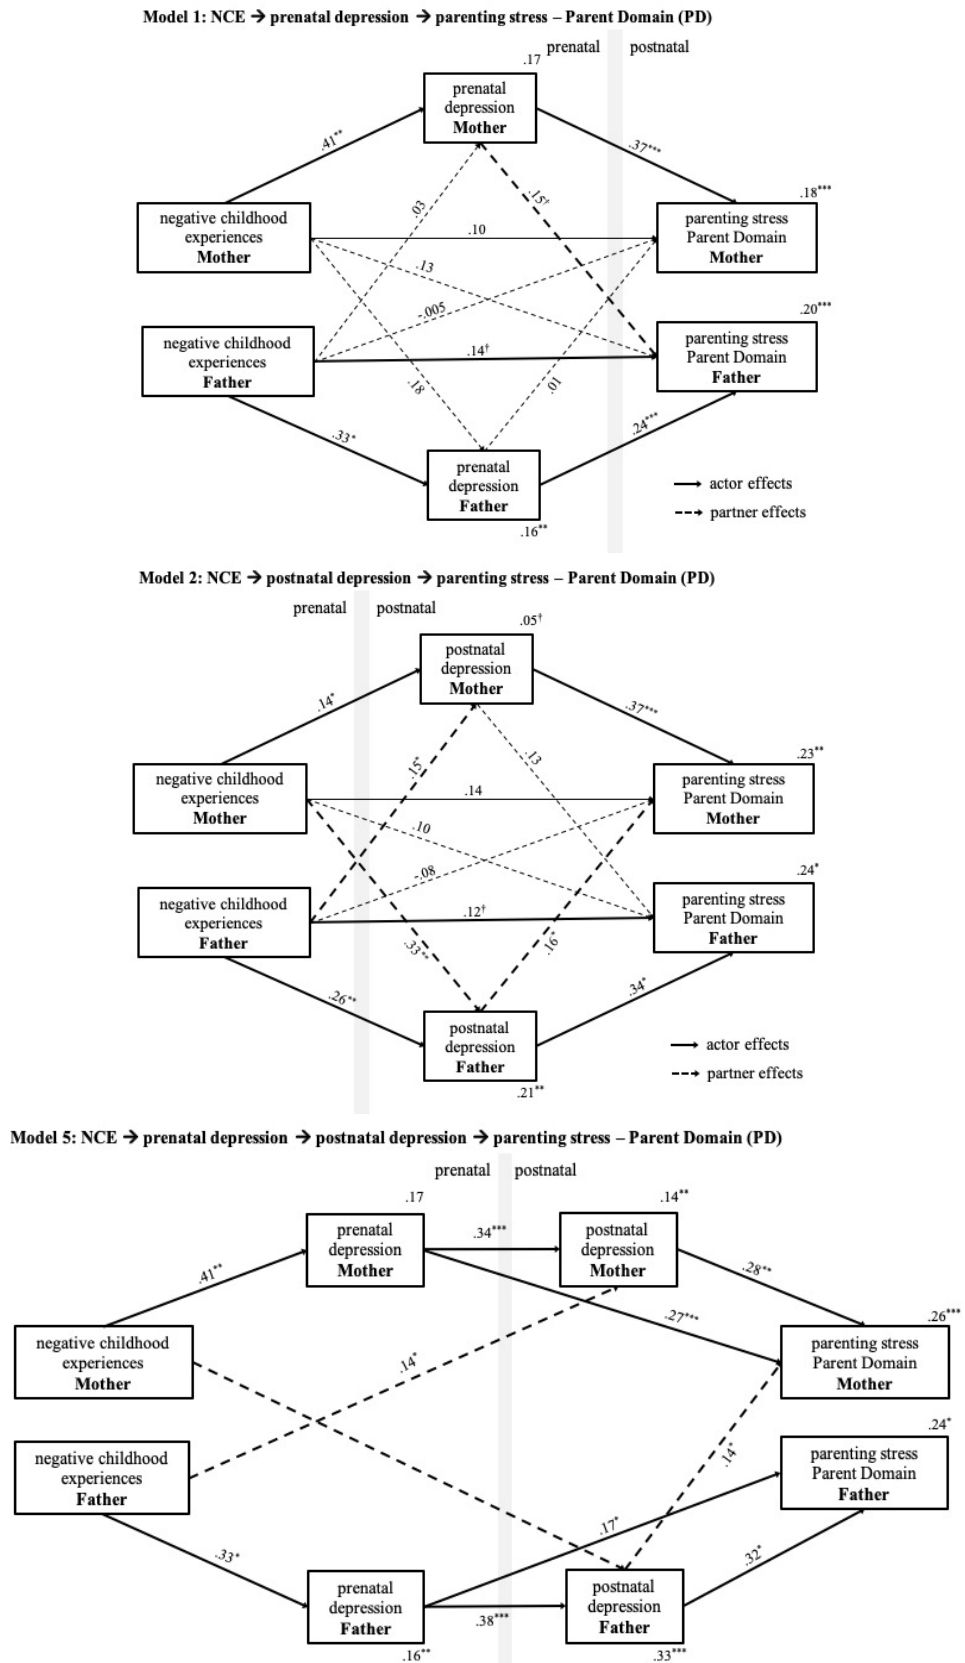 Model 1: NCE → prenatal depression → parenting stress – Parent Domain (PD)
prenatal
postnatal
.17
prenatal
depression
Mother
.41**
.37***
.18***
negative childhood
experiences
Mother
.03
.15†
parenting stress
Parent Domain
Mother
.10
.13
-.005
.20***
negative childhood
experiences
Father
.14†
parenting stress
Parent Domain
Father
.18
.01
.33*
.24***
prenatal
depression
Father
.16**
actor effects
partner effects
Model 2: NCE → postnatal depression → parenting stress – Parent Domain (PD)
prenatal
postnatal
.05†
postnatal
depression
Mother
.14*
.37***
.23**
negative childhood
experiences
Mother
.15*
.13
parenting stress
Parent Domain
Mother
.14
.10
-.08
.24*
negative childhood
experiences
Father
.12†
parenting stress
Parent Domain
Father
.33**
.16*
.26**
.34*
postnatal
depression
Father
.21**
actor effects
partner effects
Model 5: NCE → prenatal depression → postnatal depression → parenting stress – Parent Domain (PD)
prenatal
postnatal
.17
.14**
prenatal
depression
Mother
.34***
postnatal
depression
Mother
.41**
.28**
.27***
.26***
negative childhood
experiences
Mother
parenting stress
Parent Domain
Mother
.14*
.24*
negative childhood
experiences
Father
.14*
parenting stress
Parent Domain
Father
.33*
.17*
.32*
prenatal
depression
Father
.38***
postnatal
depression
Father
.16**
.33***